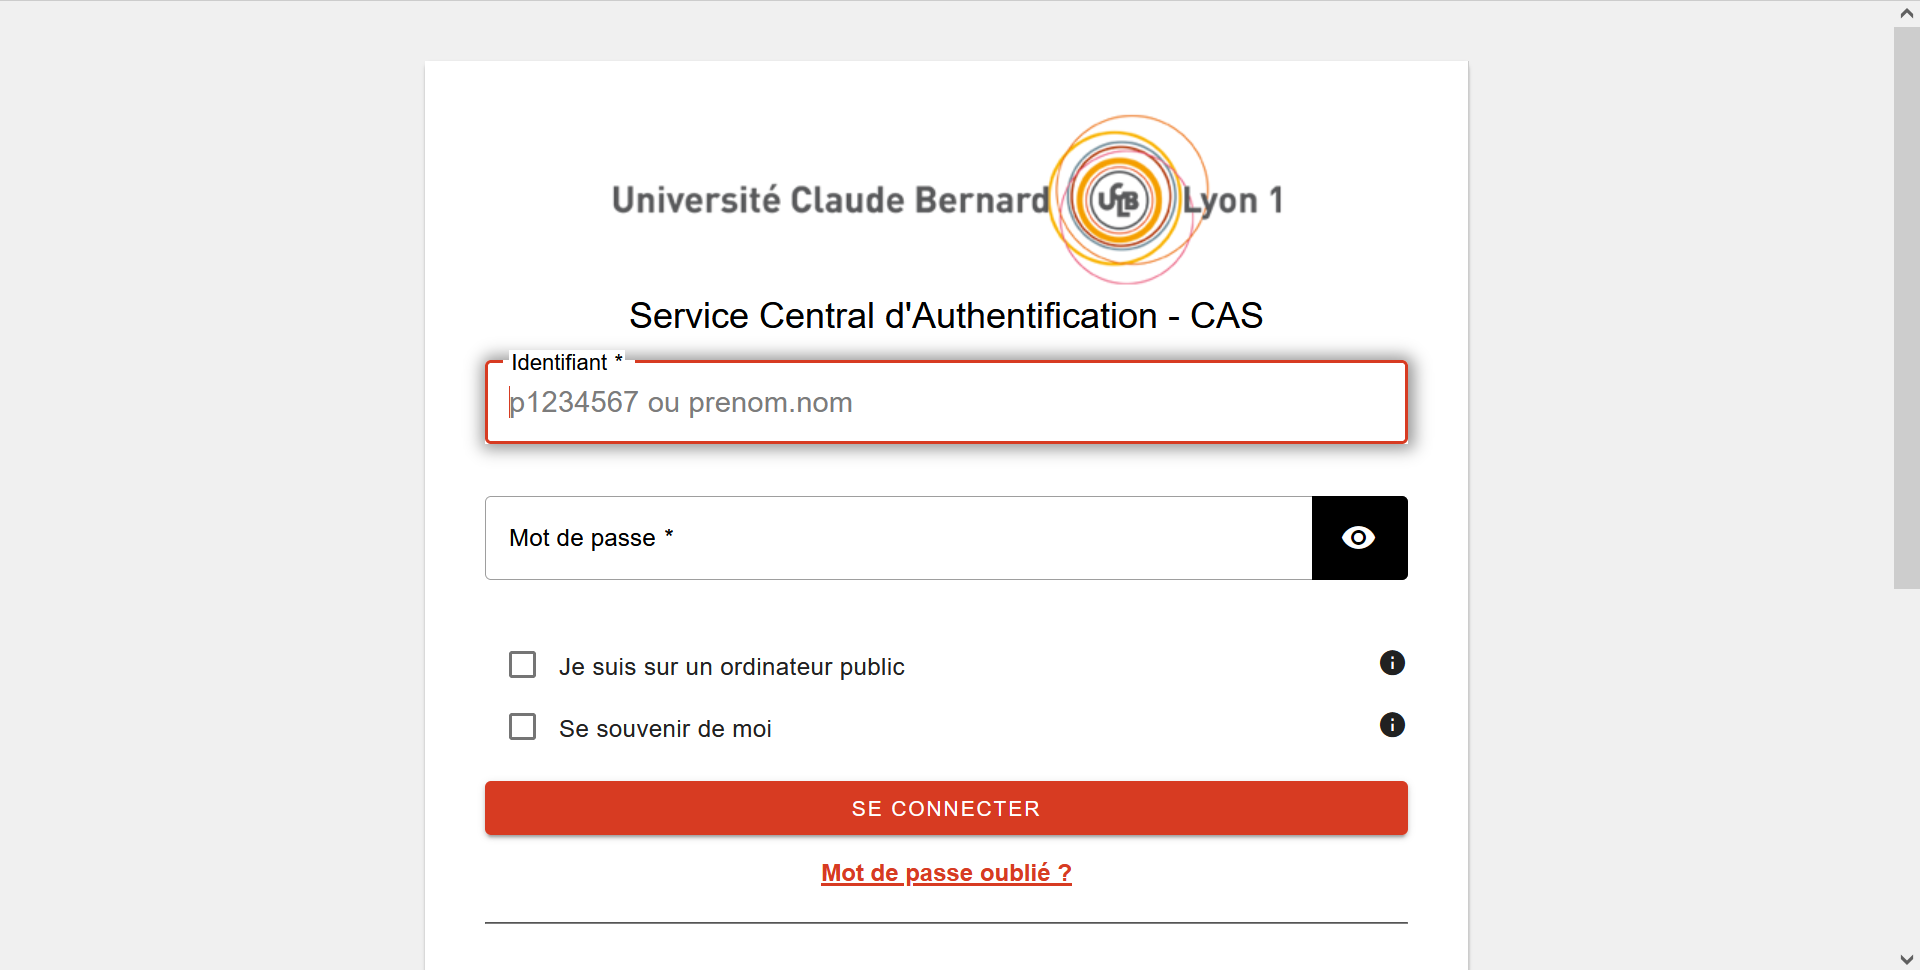 Université Claude Bernard UCLB Lyon 1
Service Central d'Authentification - CAS
Identifiant *
p1234567 ou prenom.nom
Mot de passe *
Je suis sur un ordinateur public
Se souvenir de moi
SE CONNECTER
Mot de passe oublié ?